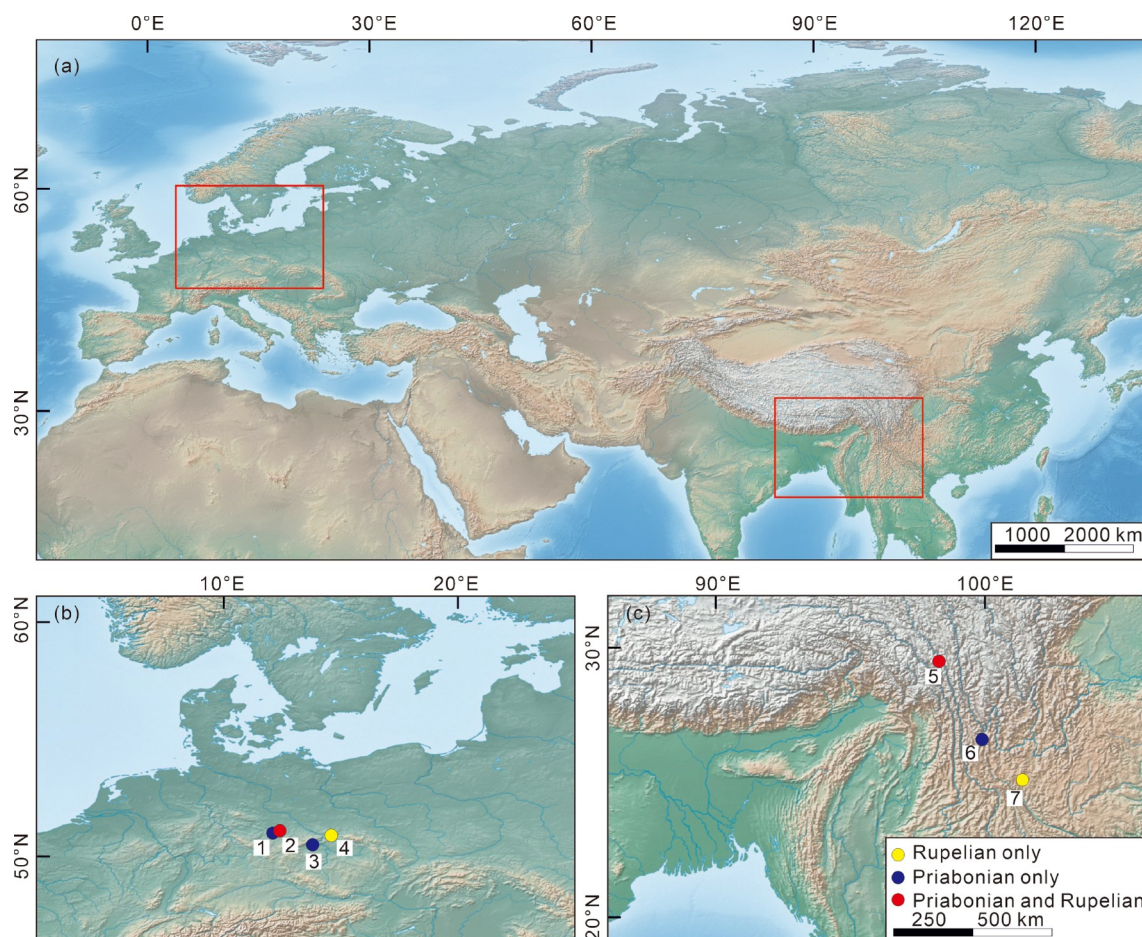 0°E 30°E 60°E 90°E 120°E
(a)
60°N
30°N
1000 2000 km
10°E 20°E
(b)
60°N
50°N
1 2 3 4
90°E 100°E
(c)
30°N
20°N
5
6
7
Rupelian only
Priabonian only
Priabonian and Rupelian
250 500 km